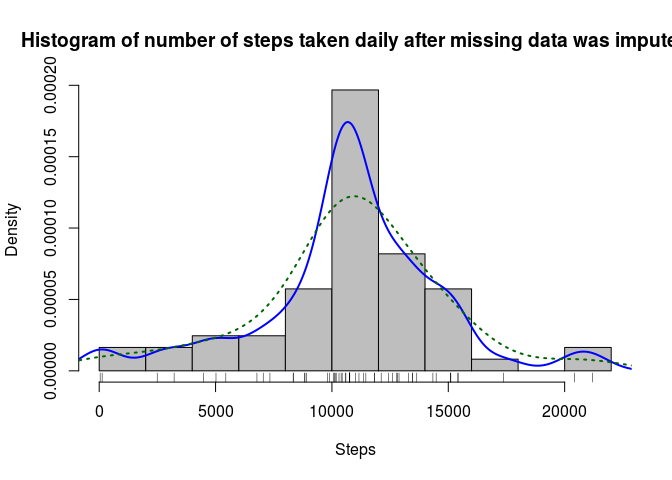 Histogram of number of steps taken daily after missing data was impute
Density
0.00020
0.00015
0.00010
0.00005
0.00000
0 5000 10000 15000 20000
Steps